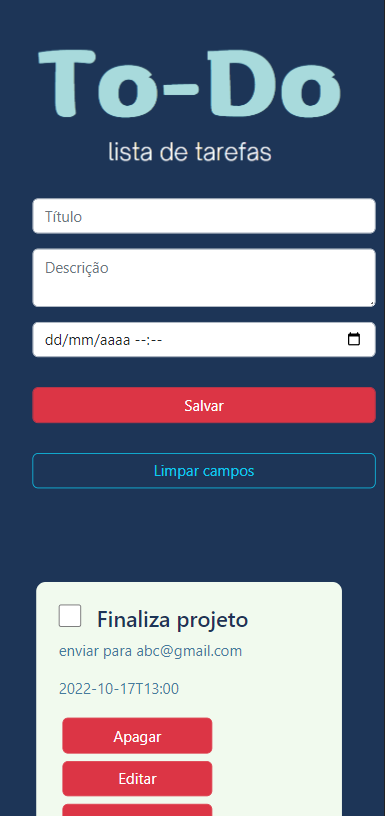 To-Do
lista de tarefas
Título
Descrição
dd/mm/aaaa --:--
Salvar
Limpar campos
Finaliza projeto
enviar para abc@gmail.com
2022-10-17T13:00
Apagar
Editar